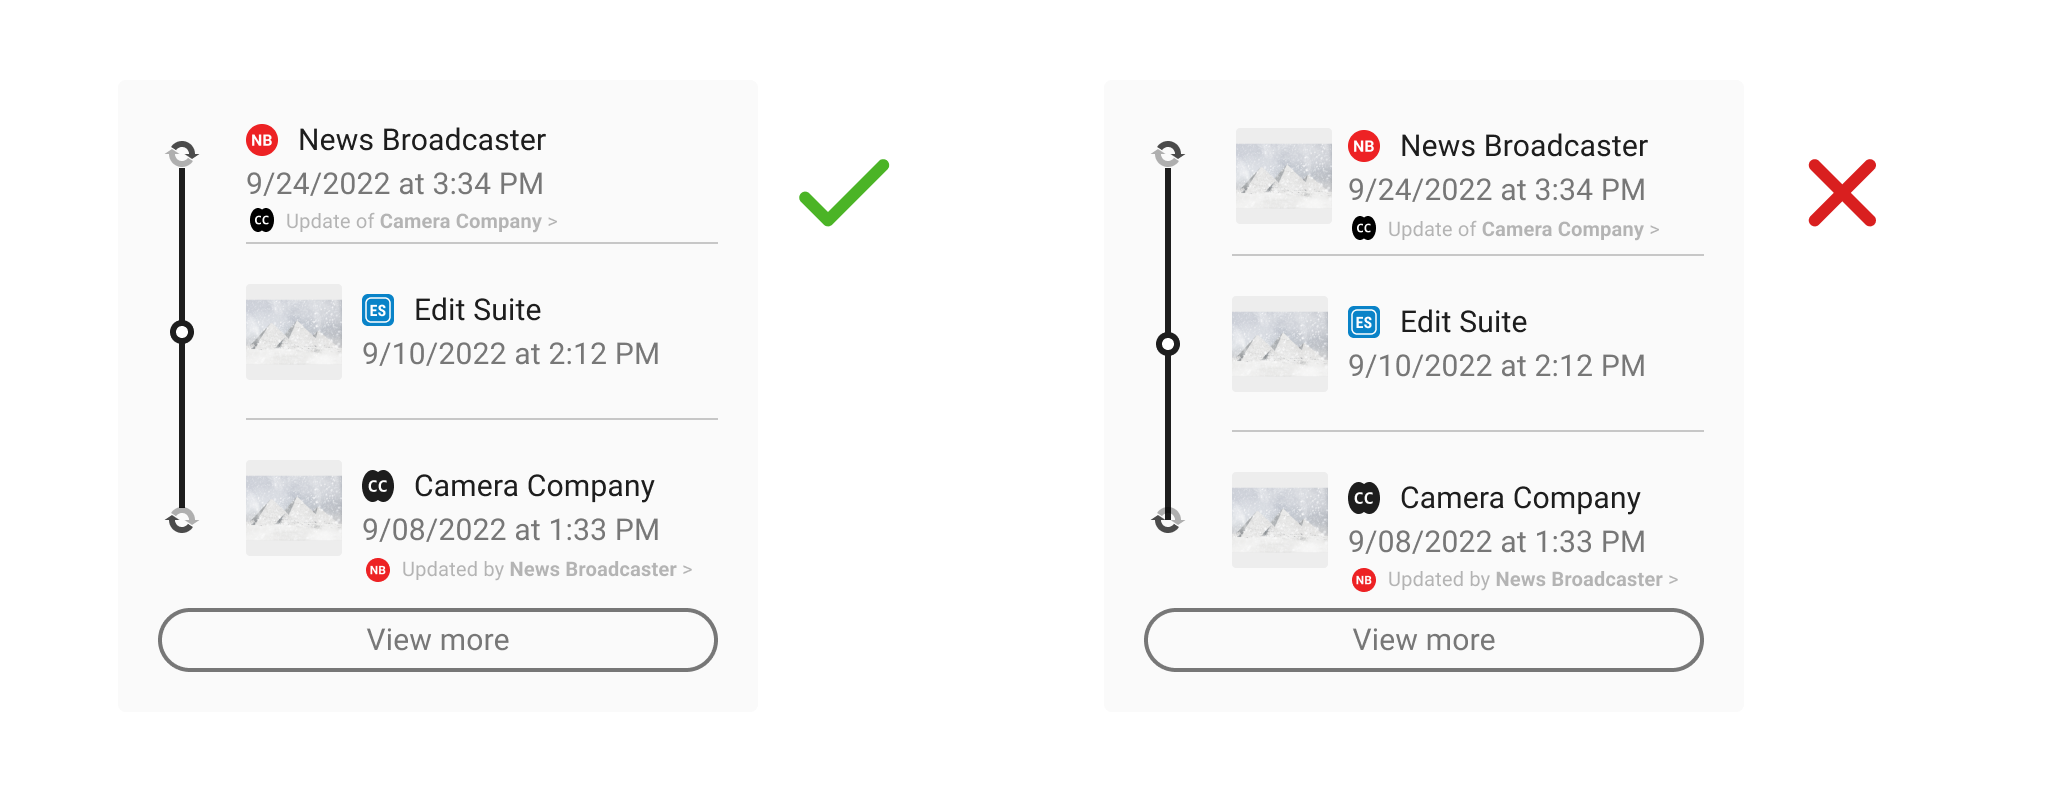 NB News Broadcaster
9/24/2022 at 3:34 PM
CC Update of Camera Company >
ES Edit Suite
9/10/2022 at 2:12 PM
CC Camera Company
9/08/2022 at 1:33 PM
NB Updated by News Broadcaster >
View more
NB News Broadcaster
9/24/2022 at 3:34 PM
CC Update of Camera Company >
ES Edit Suite
9/10/2022 at 2:12 PM
CC Camera Company
9/08/2022 at 1:33 PM
NB Updated by News Broadcaster >
View more